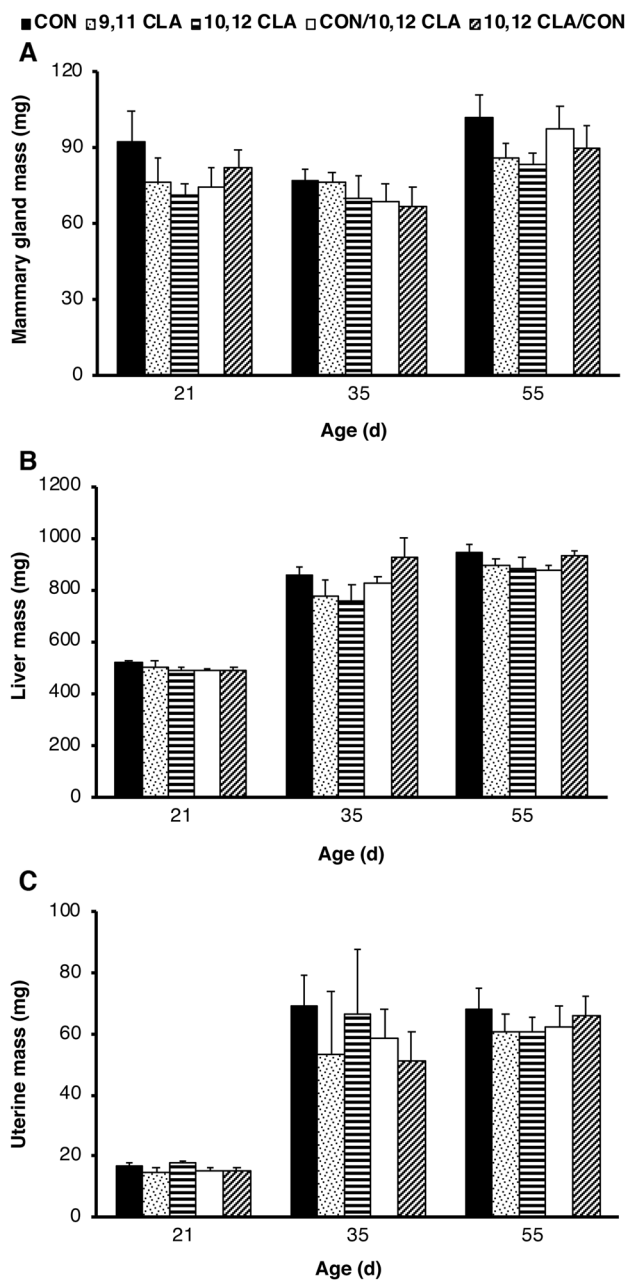 CON 9,11 CLA 10,12 CLA CON/10,12 CLA 10,12 CLA/CON
A
120
90
60
30
0
Mammary gland mass (mg)
21 35 55
Age (d)
B
1200
1000
800
600
400
200
0
Liver mass (mg)
21 35 55
Age (d)
C
100
80
60
40
20
0
Uterine mass (mg)
21 35 55
Age (d)